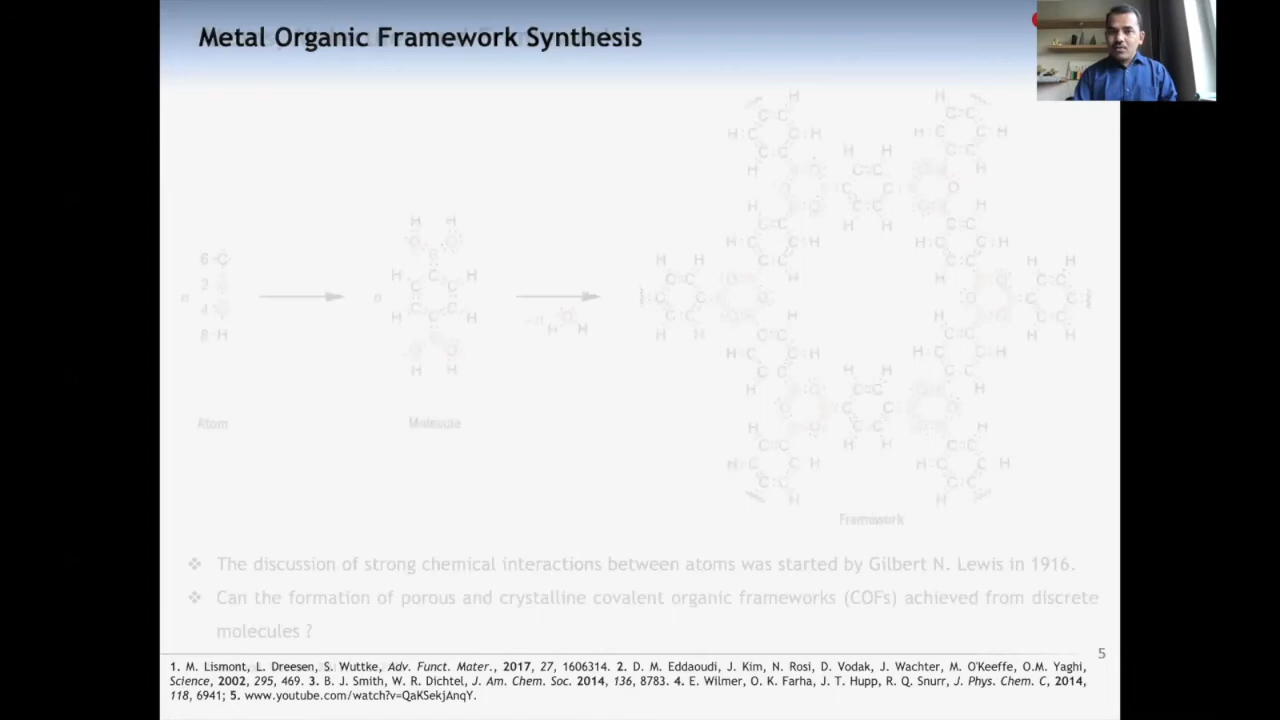 Metal Organic Framework Synthesis
6 C
2
4
8 H
n
n
Atom
Molecule
Framework
❖ The discussion of strong chemical interactions between atoms was started by Gilbert N. Lewis in 1916.
❖ Can the formation of porous and crystalline covalent organic frameworks (COFs) achieved from discrete
molecules ?
5
1. M. Lismont, L. Dreesen, S. Wuttke, Adv. Funct. Mater., 2017, 27, 1606314. 2. D. M. Eddaoudi, J. Kim, N. Rosi, D. Vodak, J. Wachter, M. O'Keeffe, O.M. Yaghi,
Science, 2002, 295, 469. 3. B. J. Smith, W. R. Dichtel, J. Am. Chem. Soc. 2014, 136, 8783. 4. E. Wilmer, O. K. Farha, J. T. Hupp, R. Q. Snurr, J. Phys. Chem. C, 2014,
118, 6941; 5. www.youtube.com/watch?v=QaKSekjAnqY.